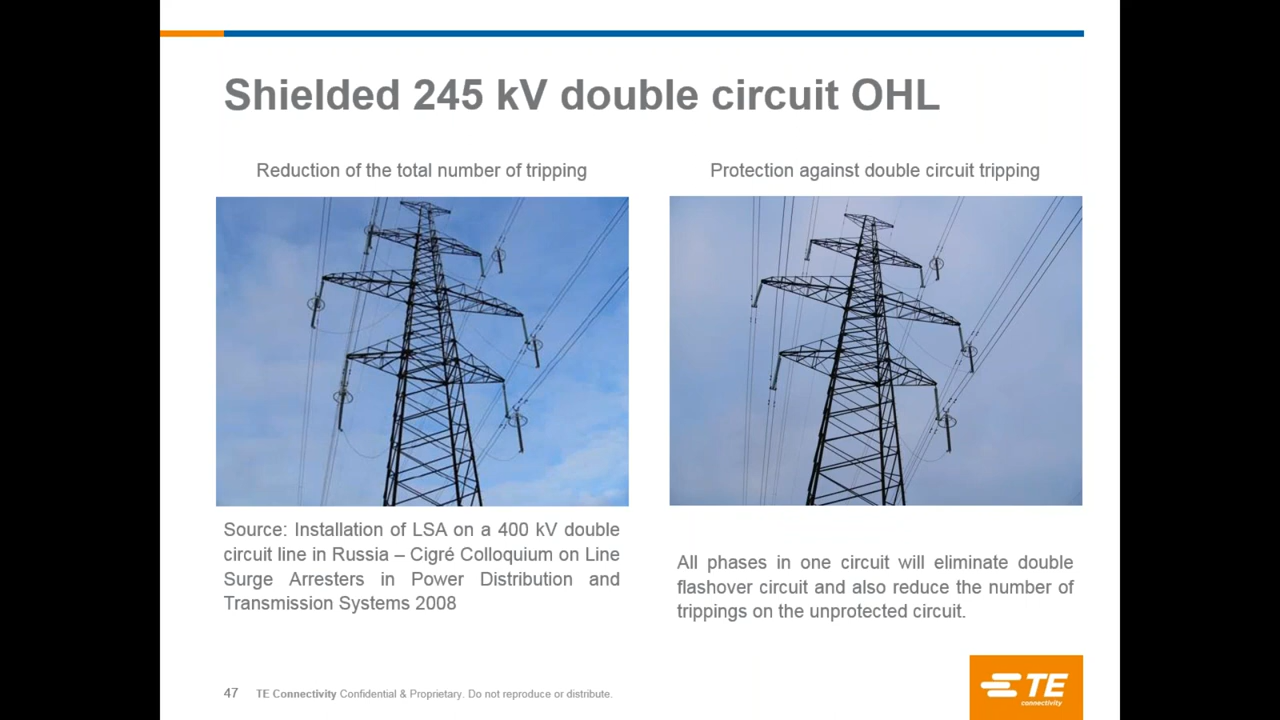 Shielded 245 kV double circuit OHL
Reduction of the total number of tripping
Protection against double circuit tripping
Source: Installation of LSA on a 400 kV double
circuit line in Russia – Cigré Colloquium on Line
Surge Arresters in Power Distribution and
Transmission Systems 2008
All phases in one circuit will eliminate double
flashover circuit and also reduce the number of
trippings on the unprotected circuit.
47 TE Connectivity Confidential & Proprietary. Do not reproduce or distribute.
TE
connectivity